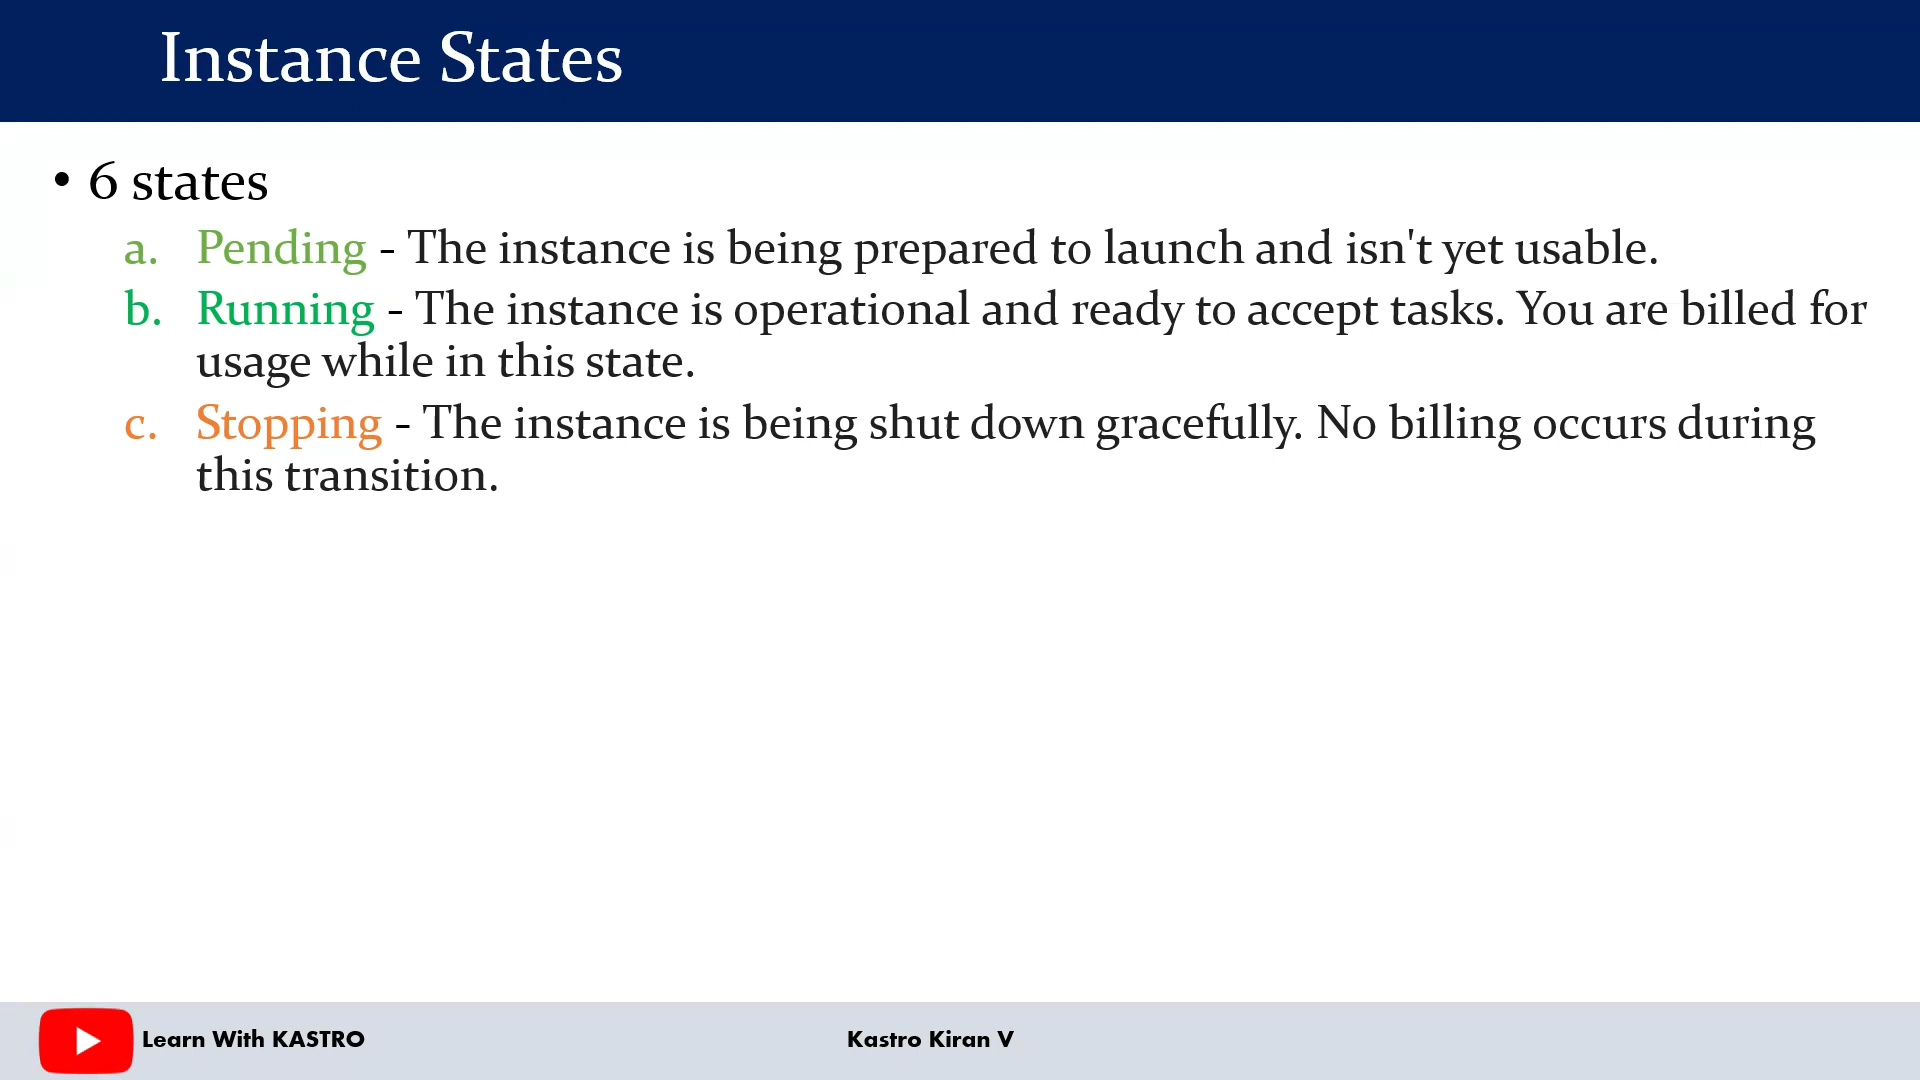 Instance States
• 6 states
a. Pending - The instance is being prepared to launch and isn't yet usable.
b. Running - The instance is operational and ready to accept tasks. You are billed for
usage while in this state.
c. Stopping - The instance is being shut down gracefully. No billing occurs during
this transition.
Learn With KASTRO
Kastro Kiran V